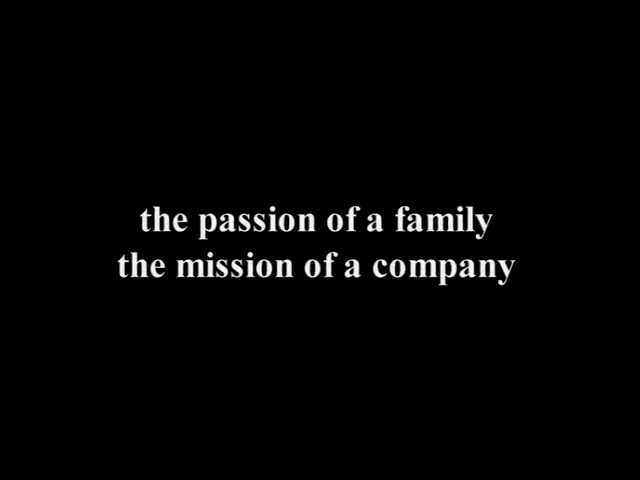 the passion of a family
the mission of a company